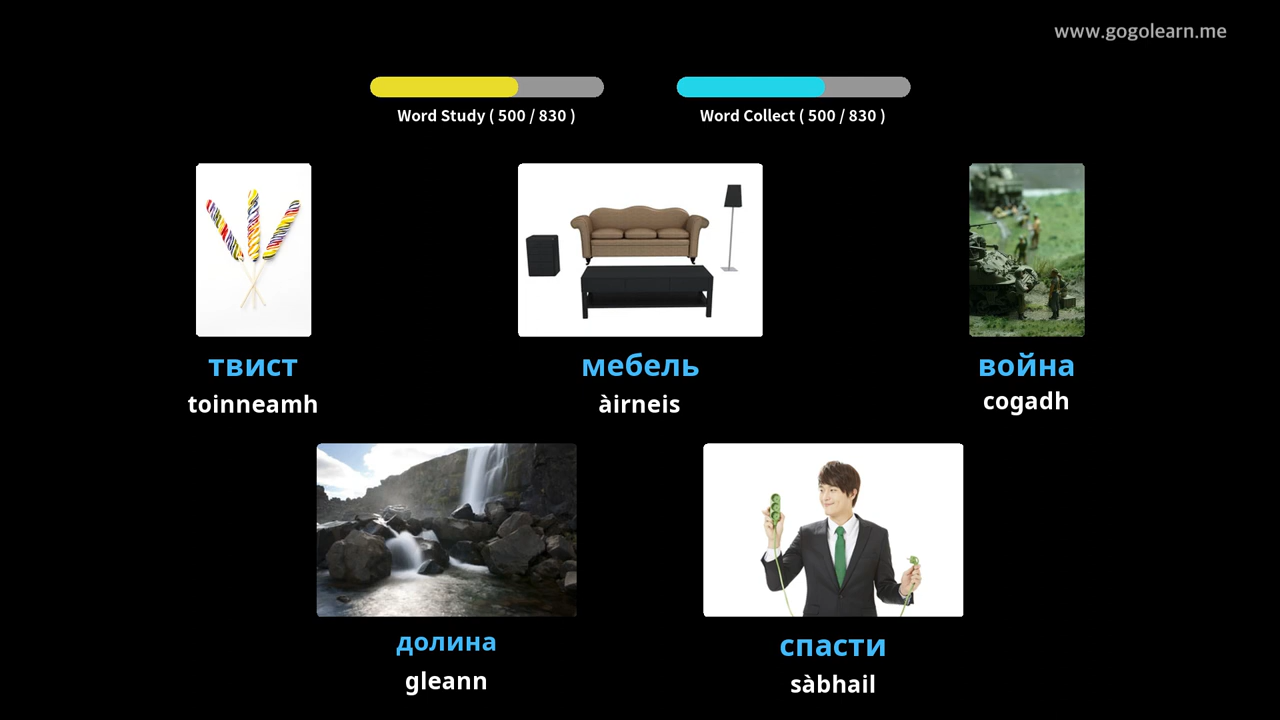 www.gogolearn.me
Word Study ( 500 / 830 )
Word Collect ( 500 / 830 )
твист
toinneamh
мебель
àirneis
война
cogadh
долина
gleann
спасти
sàbhail